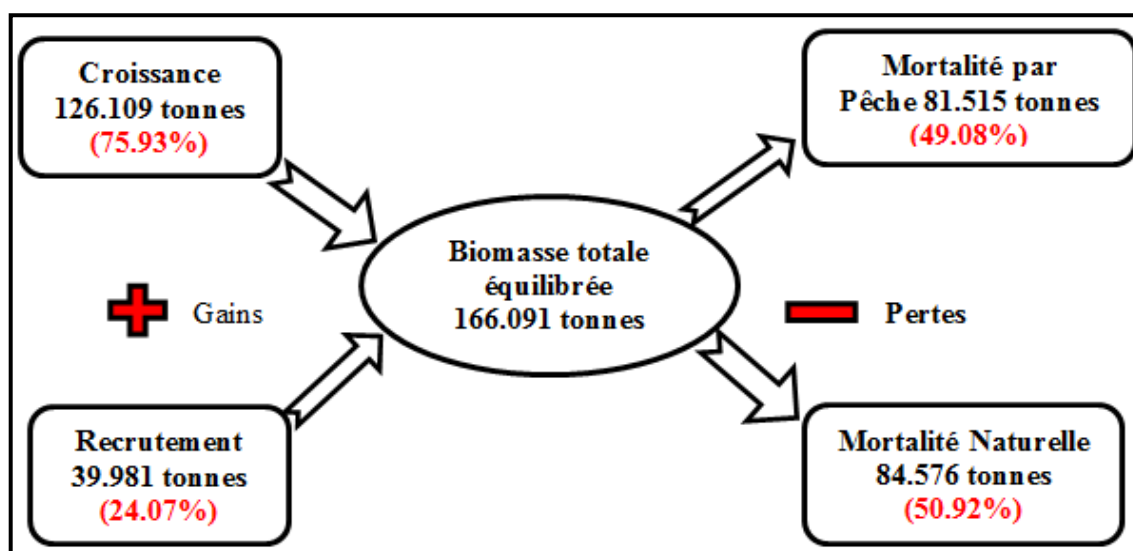 Croissance
126.109 tonnes
(75.93%)
Mortalité par
Pêche 81.515 tonnes
(49.08%)
Biomasse totale
équilibrée
166.091 tonnes
Gains
Pertes
Recrutement
39.981 tonnes
(24.07%)
Mortalité Naturelle
84.576 tonnes
(50.92%)